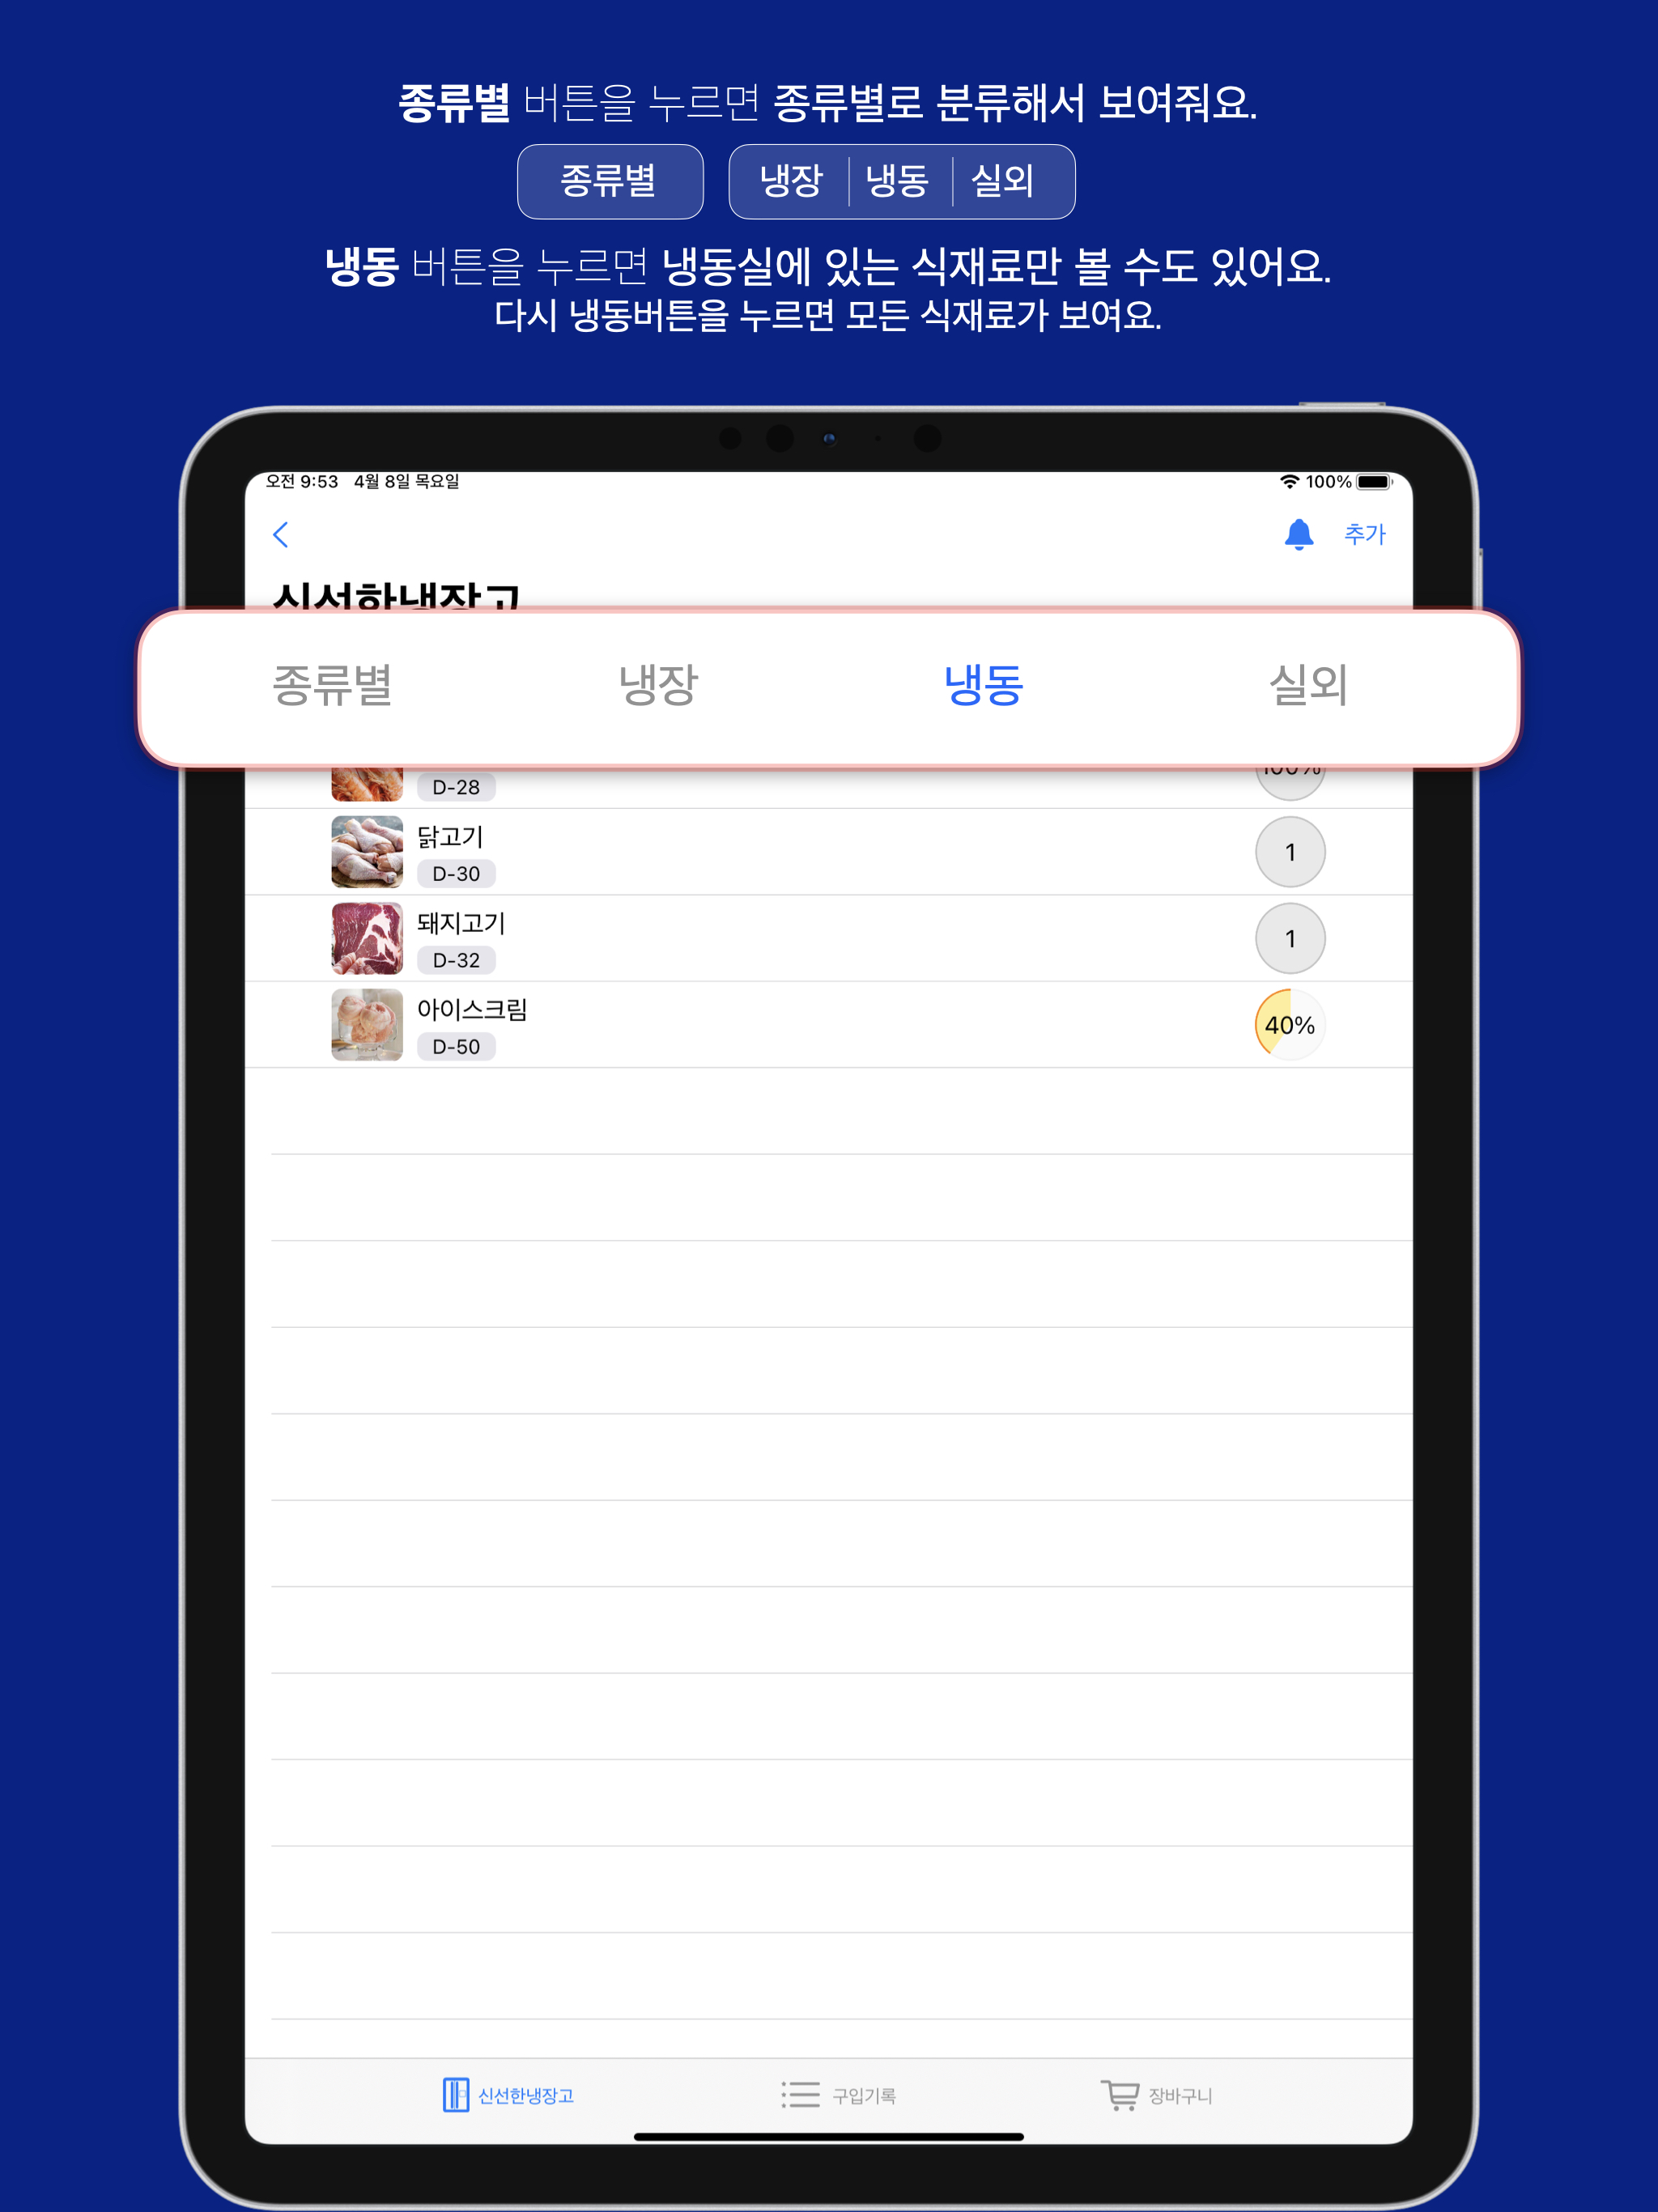 종류별 버튼을 누르면 종류별로 분류해서 보여줘요.
종류별 냉장 냉동 실외
냉동 버튼을 누르면 냉동실에 있는 식재료만 볼 수도 있어요.
다시 냉동버튼을 누르면 모든 식재료가 보여요.
오전 9:53 4월 8일 목요일 100%
추가
신선한냉장고
종류별 냉장 냉동 실외
D-28 100%
닭고기
D-30
1
돼지고기
D-32
1
아이스크림
D-50
40%
신선한냉장고 구입기록 장바구니